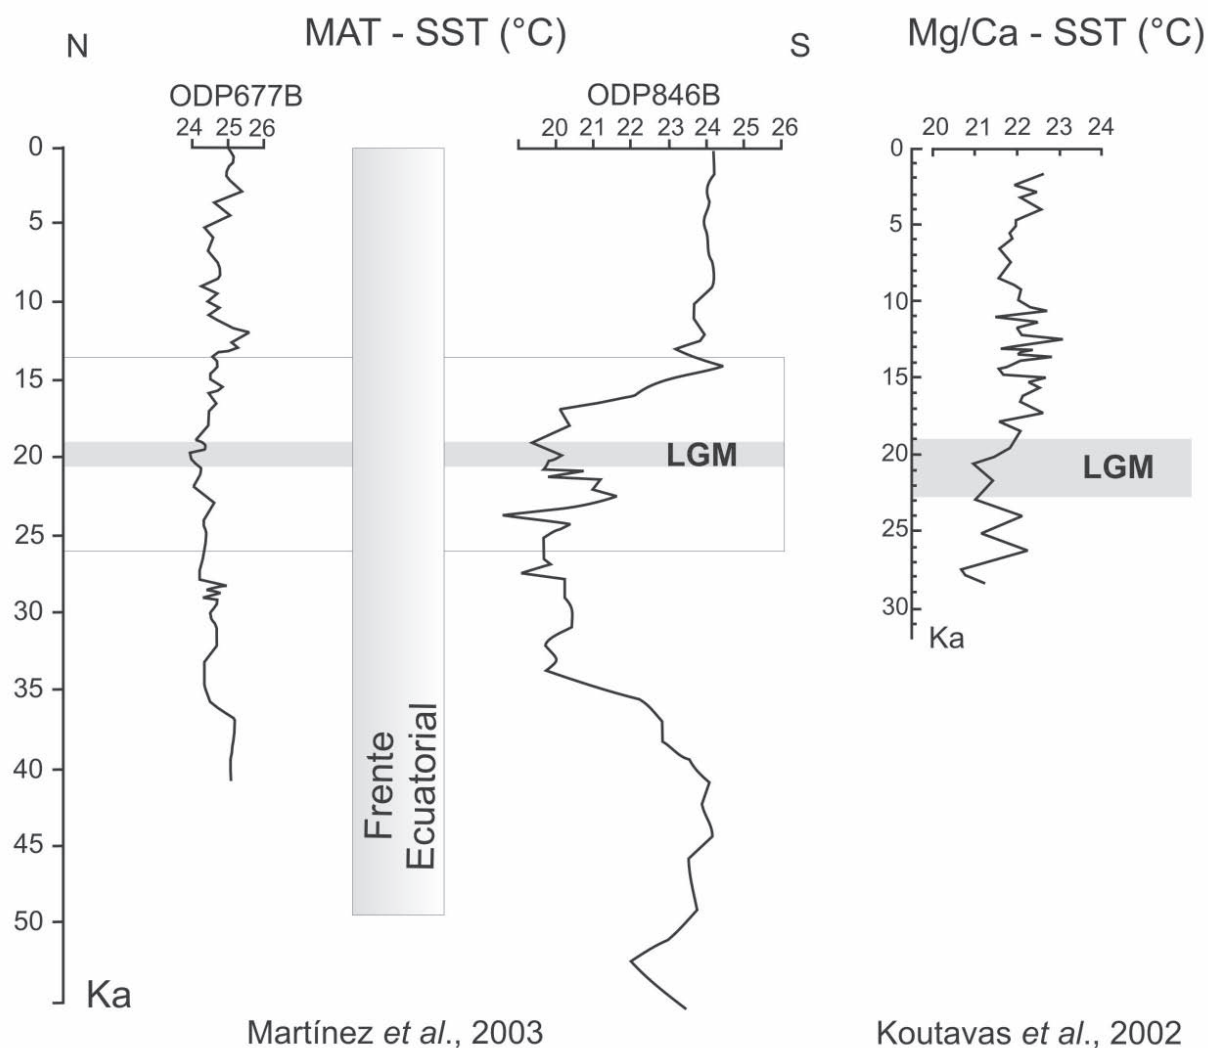 N
MAT - SST (°C)
S
Mg/Ca - SST (°C)
ODP677B
ODP846B
24 25 26
20 21 22 23 24 25 26
20 21 22 23 24
0
5
10
15
20
25
30
35
40
45
50
Ka
LGM
Frente
Ecuatorial
0
5
10
15
20
25
30
Ka
LGM
Martínez et al., 2003
Koutavas et al., 2002